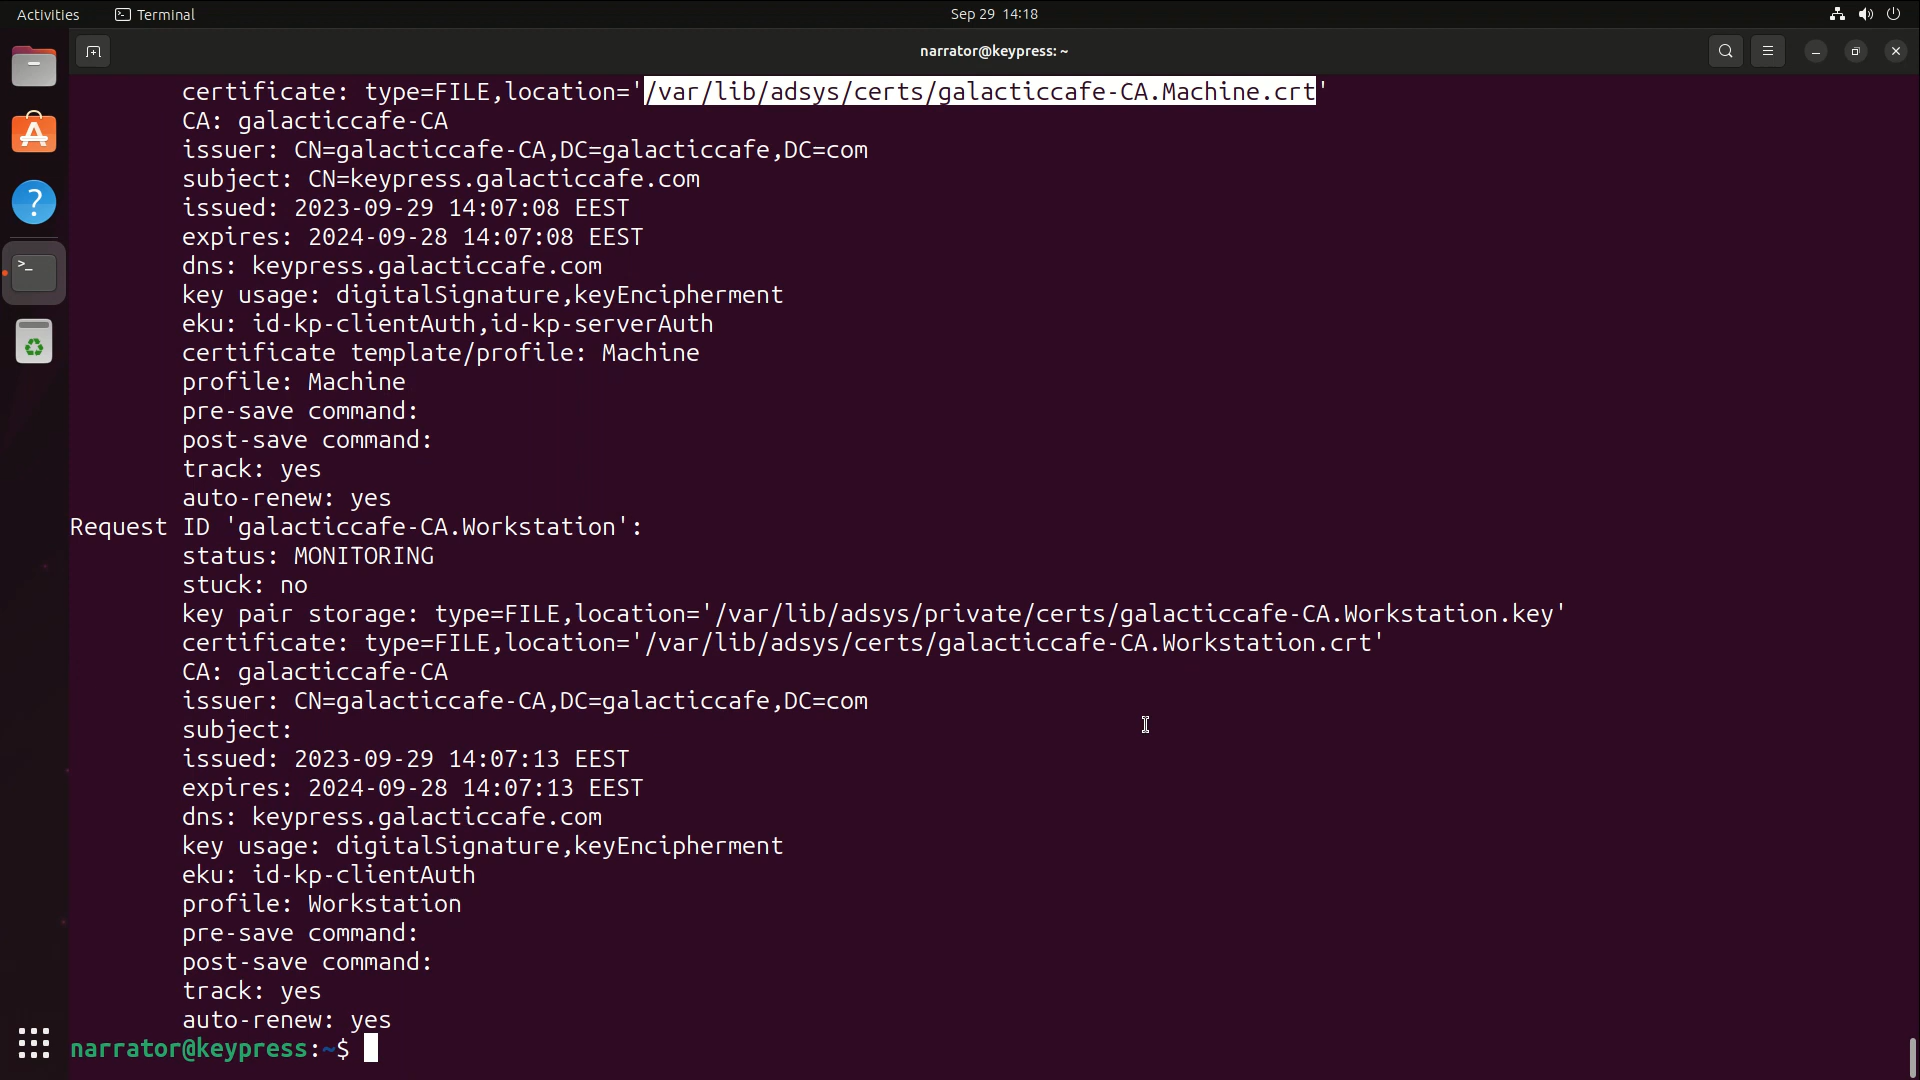 Activities
Terminal
Sep 29 14:18
narrator@keypress: ~
certificate: type=FILE,location='/var/lib/adsys/certs/galacticcafe-CA.Machine.crt'
CA: galacticcafe-CA
issuer: CN=galacticcafe-CA,DC=galacticcafe,DC=com
subject: CN=keypress.galacticcafe.com
issued: 2023-09-29 14:07:08 EEST
expires: 2024-09-28 14:07:08 EEST
dns: keypress.galacticcafe.com
key usage: digitalSignature,keyEncipherment
eku: id-kp-clientAuth,id-kp-serverAuth
certificate template/profile: Machine
profile: Machine
pre-save command:
post-save command:
track: yes
auto-renew: yes
Request ID 'galacticcafe-CA.Workstation':
status: MONITORING
stuck: no
key pair storage: type=FILE,location='/var/lib/adsys/private/certs/galacticcafe-CA.Workstation.key'
certificate: type=FILE,location='/var/lib/adsys/certs/galacticcafe-CA.Workstation.crt'
CA: galacticcafe-CA
issuer: CN=galacticcafe-CA,DC=galacticcafe,DC=com
subject:
issued: 2023-09-29 14:07:13 EEST
expires: 2024-09-28 14:07:13 EEST
dns: keypress.galacticcafe.com
key usage: digitalSignature,keyEncipherment
eku: id-kp-clientAuth
profile: Workstation
pre-save command:
post-save command:
track: yes
auto-renew: yes
narrator@keypress:~$